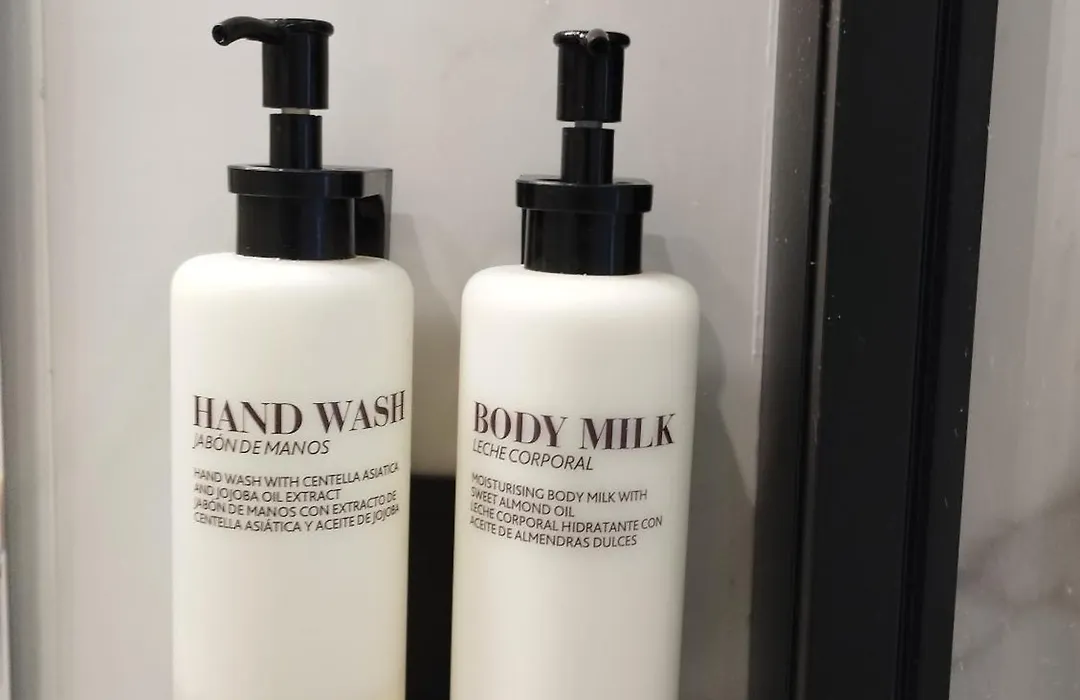 HAND WASH
JABÓN DE MANOS
HAND WASH WITH CENTELLA ASIATICA
AND JOJOBA OIL EXTRACT
JABÓN DE MANOS CON EXTRACTO DE
CENTELLA ASIÁTICA Y ACEITE DE JOJOBA
BODY MILK
LECHE CORPORAL
MOISTURISING BODY MILK WITH
SWEET ALMOND OIL
LECHE CORPORAL HIDRATANTE CON
ACEITE DE ALMENDRAS DULCES